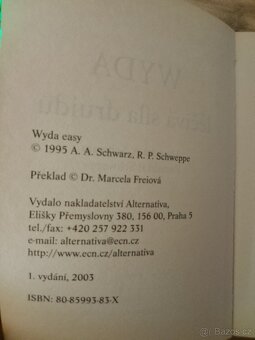 WYDA
Wyda easy
© 1995 A. A. Schwarz, R. P. Schweppe
Překlad © Dr. Marcela Freiová
Vydalo nakladatelství Alternativa,
Elišky Přemyslovny 380, 156 00, Praha 5
tel./fax: +420 257 922 331
e-mail: alternativa@ecn.cz
http://www.ecn.cz/alternativa
1. vydání, 2003
ISBN: 80-85993-83-X